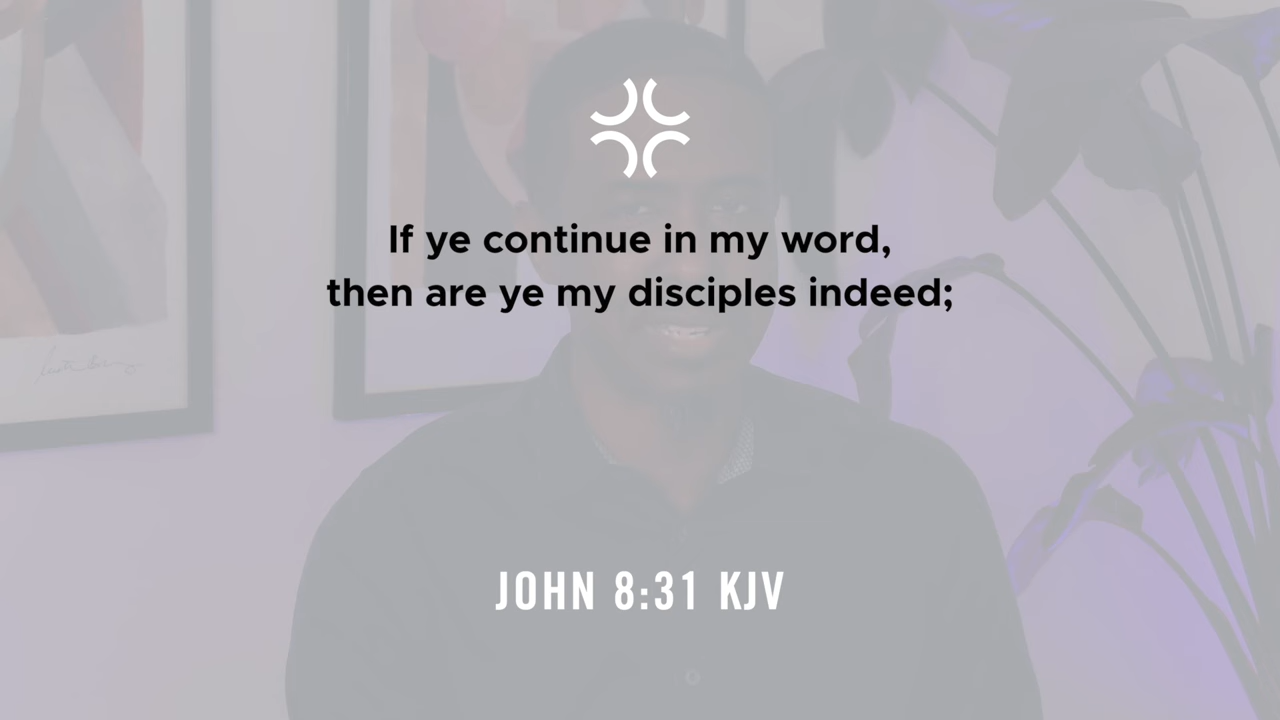 If ye continue in my word,
then are ye my disciples indeed;
JOHN 8:31 KJV